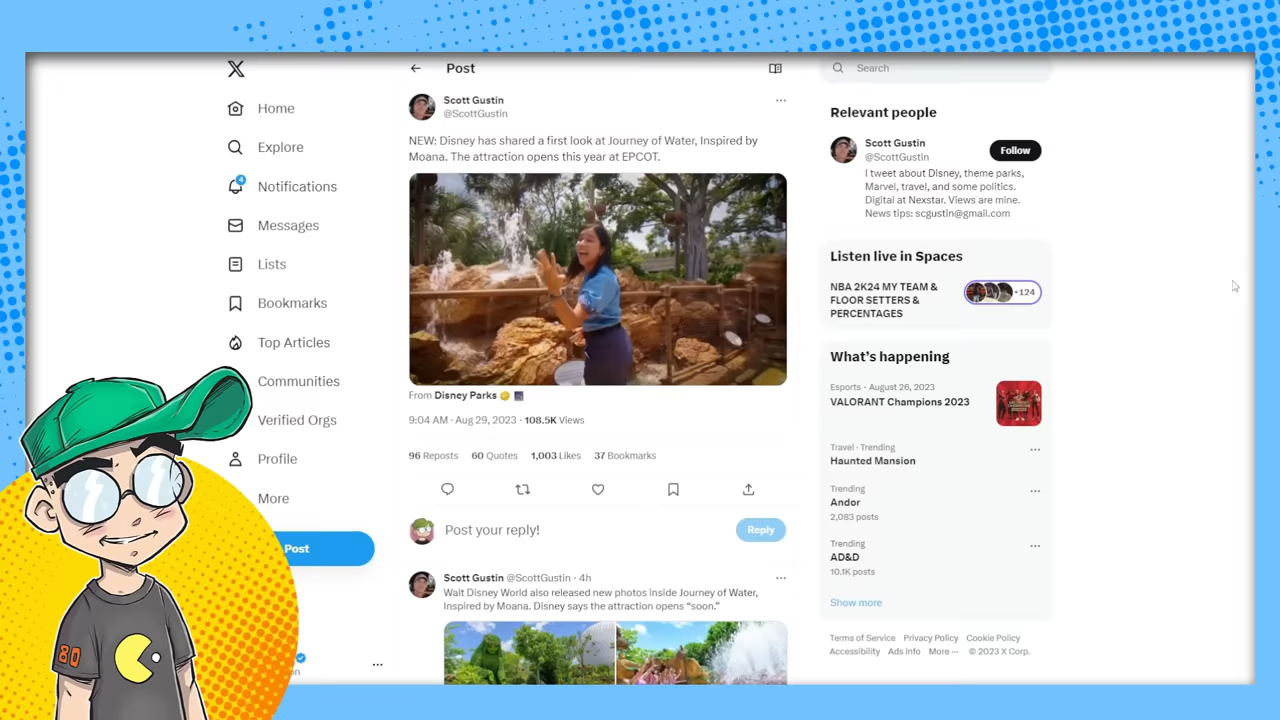 Home
Explore
4
Notifications
Messages
Lists
Bookmarks
Top Articles
Communities
Verified Orgs
Profile
More
Post
80
Post
Scott Gustin
@ScottGustin
NEW: Disney has shared a first look at Journey of Water, Inspired by
Moana. The attraction opens this year at EPCOT.
From Disney Parks
9:04 AM · Aug 29, 2023 · 108.5K Views
96 Reposts 60 Quotes 1,003 Likes 37 Bookmarks
Post your reply!
Reply
Scott Gustin @ScottGustin · 4h
Walt Disney World also released new photos inside Journey of Water,
Inspired by Moana. Disney says the attraction opens “soon.”
Search
Relevant people
Scott Gustin
@ScottGustin
Follow
I tweet about Disney, theme parks,
Marvel, travel, and some politics.
Digital at Nexstar. Views are mine.
News tips: scgustin@gmail.com
Listen live in Spaces
NBA 2K24 MY TEAM &
FLOOR SETTERS &
PERCENTAGES
+124
What’s happening
Esports · August 26, 2023
VALORANT Champions 2023
Travel · Trending
Haunted Mansion
Trending
Andor
2,083 posts
Trending
AD&D
10.1K posts
Show more
Terms of Service Privacy Policy Cookie Policy
Accessibility Ads info More ··· © 2023 X Corp.